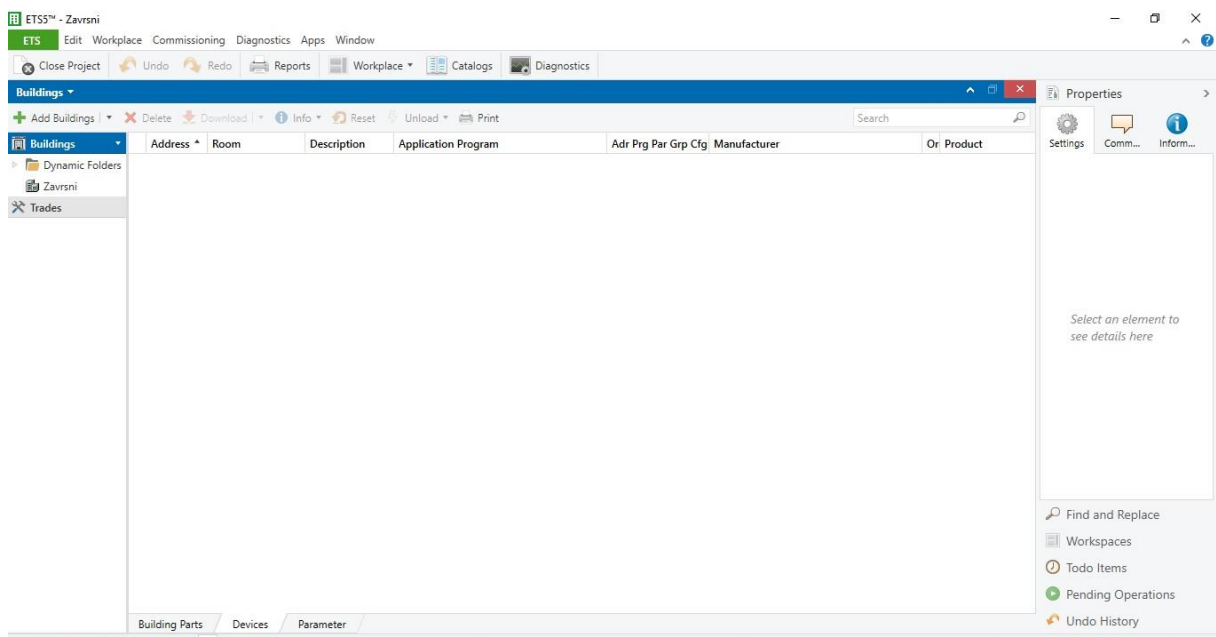 ETS5™ - Zavrsni
ETS Edit Workplace Commissioning Diagnostics Apps Window
Close Project Undo Redo Reports Workplace Catalogs Diagnostics
Buildings
Add Buildings Delete Download Info Reset Unload Print Search
Buildings Address Room Description Application Program Adr Prg Par Grp Cfg Manufacturer Or Product
Dynamic Folders
Zavrsni
Trades
Building Parts Devices Parameter
Properties
Settings Comm... Inform...
Select an element to
see details here
Find and Replace
Workspaces
Todo Items
Pending Operations
Undo History